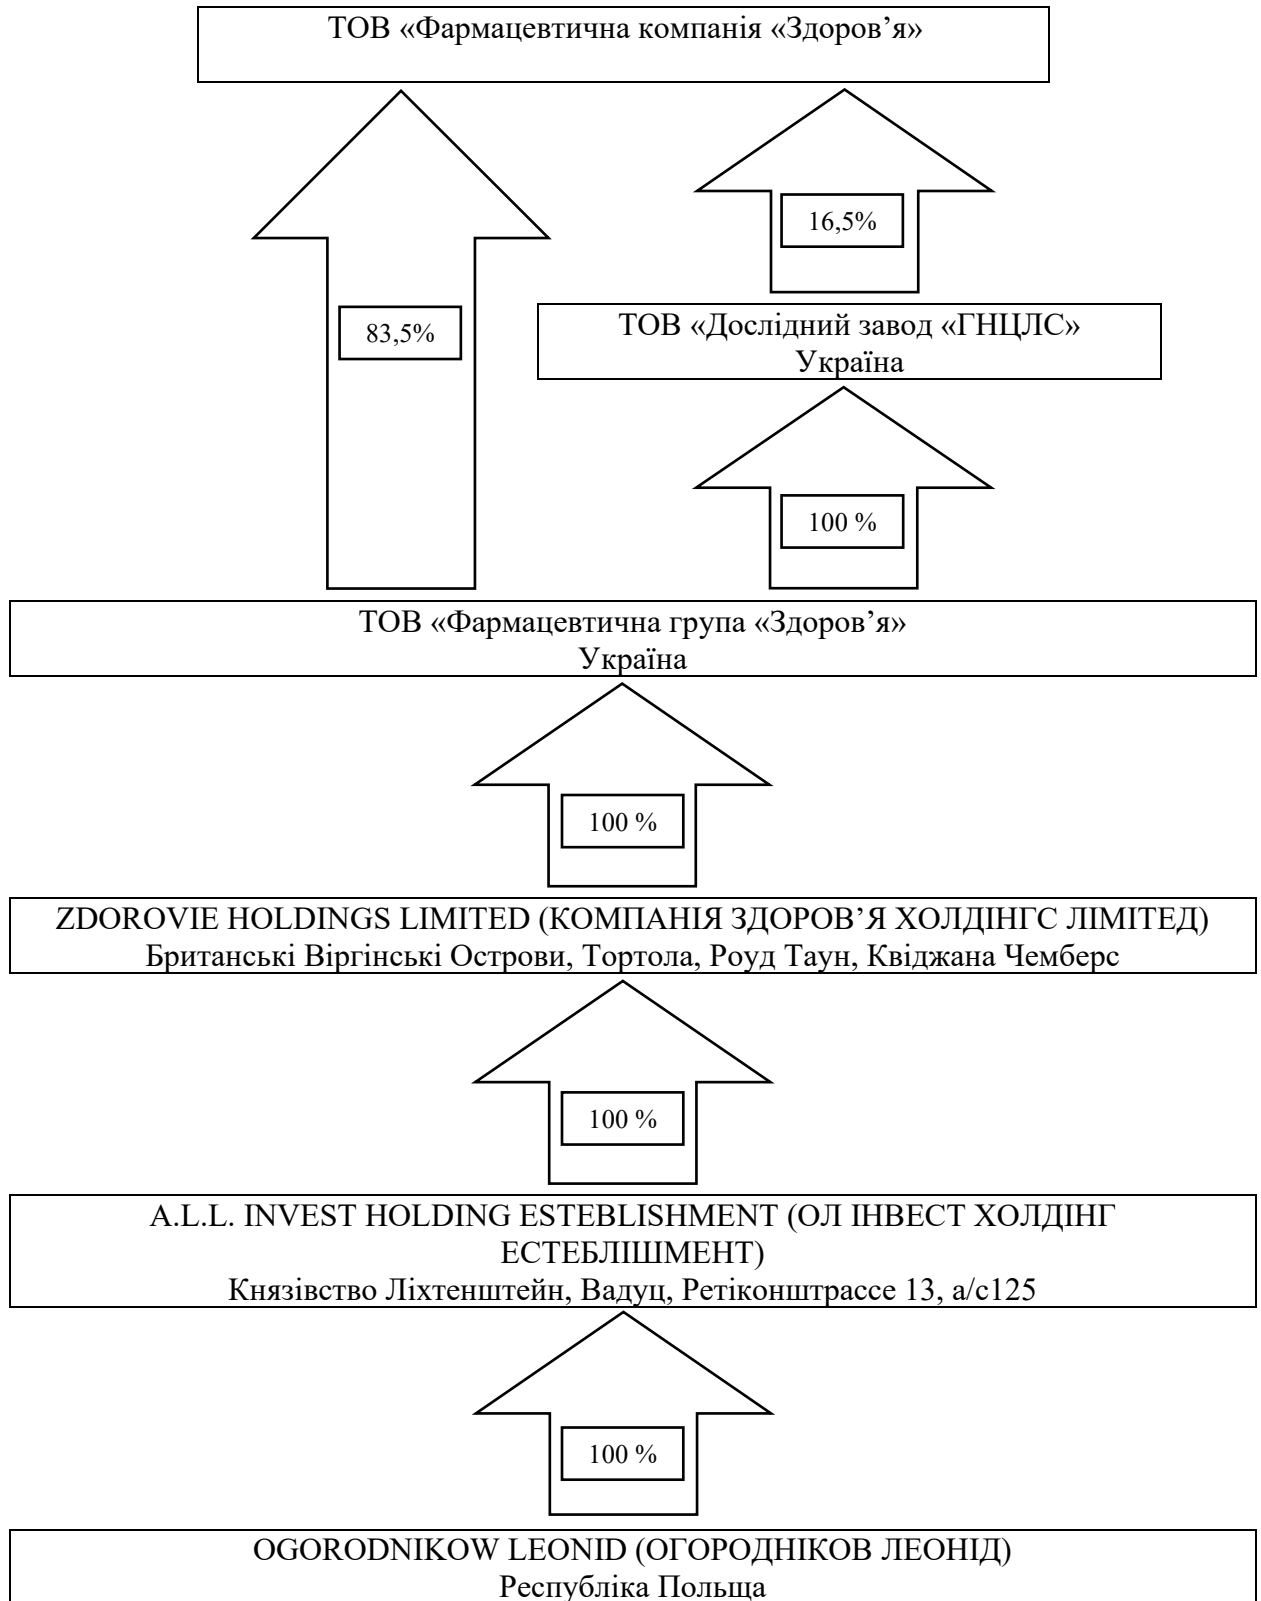 ТОВ «Фармацевтична компанія «Здоров’я»
16,5%
83,5%
ТОВ «Дослідний завод «ГНЦЛС»
Україна
100 %
ТОВ «Фармацевтична група «Здоров’я»
Україна
100 %
ZDOROVIE HOLDINGS LIMITED (КОМПАНІЯ ЗДОРОВ’Я ХОЛДІНГС ЛІМІТЕД)
Британські Віргінські Острови, Тортола, Роуд Таун, Квіджана Чемберс
100 %
A.L.L. INVEST HOLDING ESTEBLISHMENT (ОЛ ІНВЕСТ ХОЛДІНГ
ЕСТЕБЛІШМЕНТ)
Князівство Ліхтенштейн, Вадуц, Ретіконштрассе 13, а/с125
100 %
OGORODNIKOW LEONID (ОГОРОДНІКОВ ЛЕОНІД)
Республіка Польща